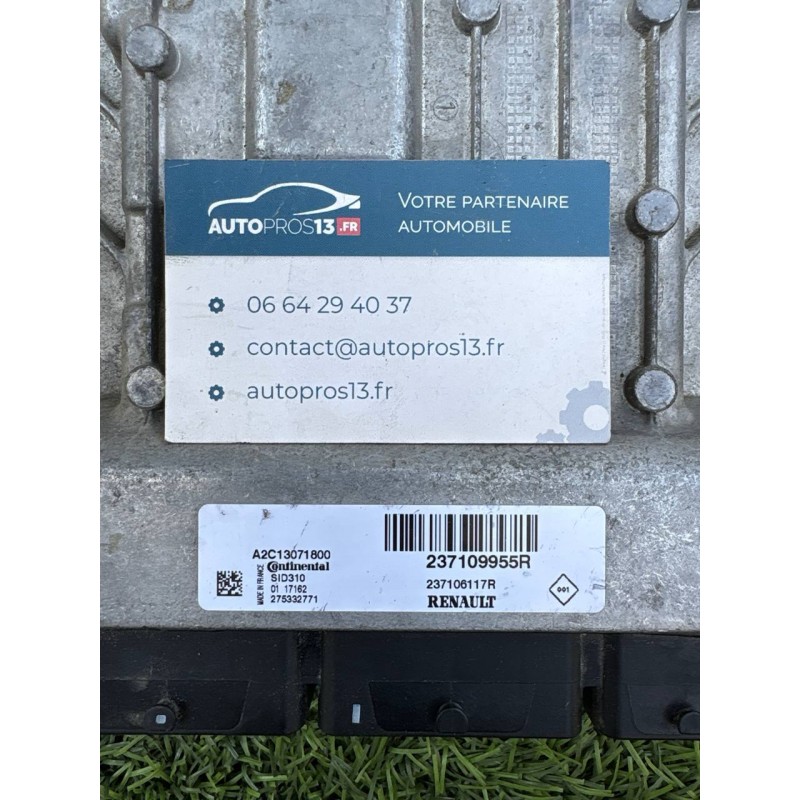 AUTOPROS13.FR
VOTRE PARTENAIRE
AUTOMOBILE
06 64 29 40 37
contact@autopros13.fr
autopros13.fr
A2C13071800
Continental
SID310
01 17162
275332771
MADE IN FRANCE
237109955R
237106117R
RENAULT
001